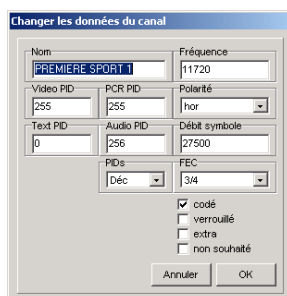 Changer les données du canal
Nom Fréquence
PREMIERE SPORT 1 11720
Video PID PCR PID Polarité
255 255 hor
Text PID Audio PID Débit symbole
0 256 27500
PIDs FEC
Déc 3/4
codé
verrouillé
extra
non souhaité
Annuler OK